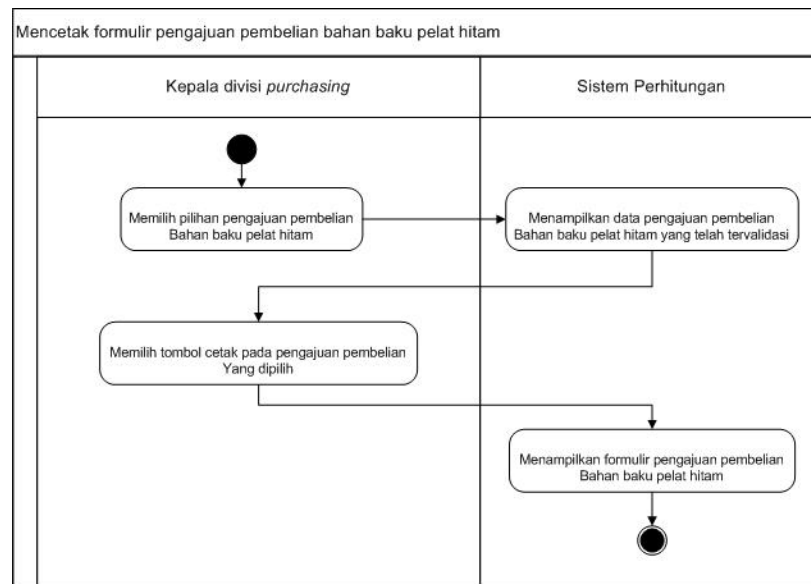 Mencetak formulir pengajuan pembelian bahan baku pelat hitam
Kepala divisi purchasing
Sistem Perhitungan
Memilih pilihan pengajuan pembelian
Bahan baku pelat hitam
Menampilkan data pengajuan pembelian
Bahan baku pelat hitam yang telah tervalidasi
Memilih tombol cetak pada pengajuan pembelian
Yang dipilih
Menampilkan formulir pengajuan pembelian
Bahan baku pelat hitam